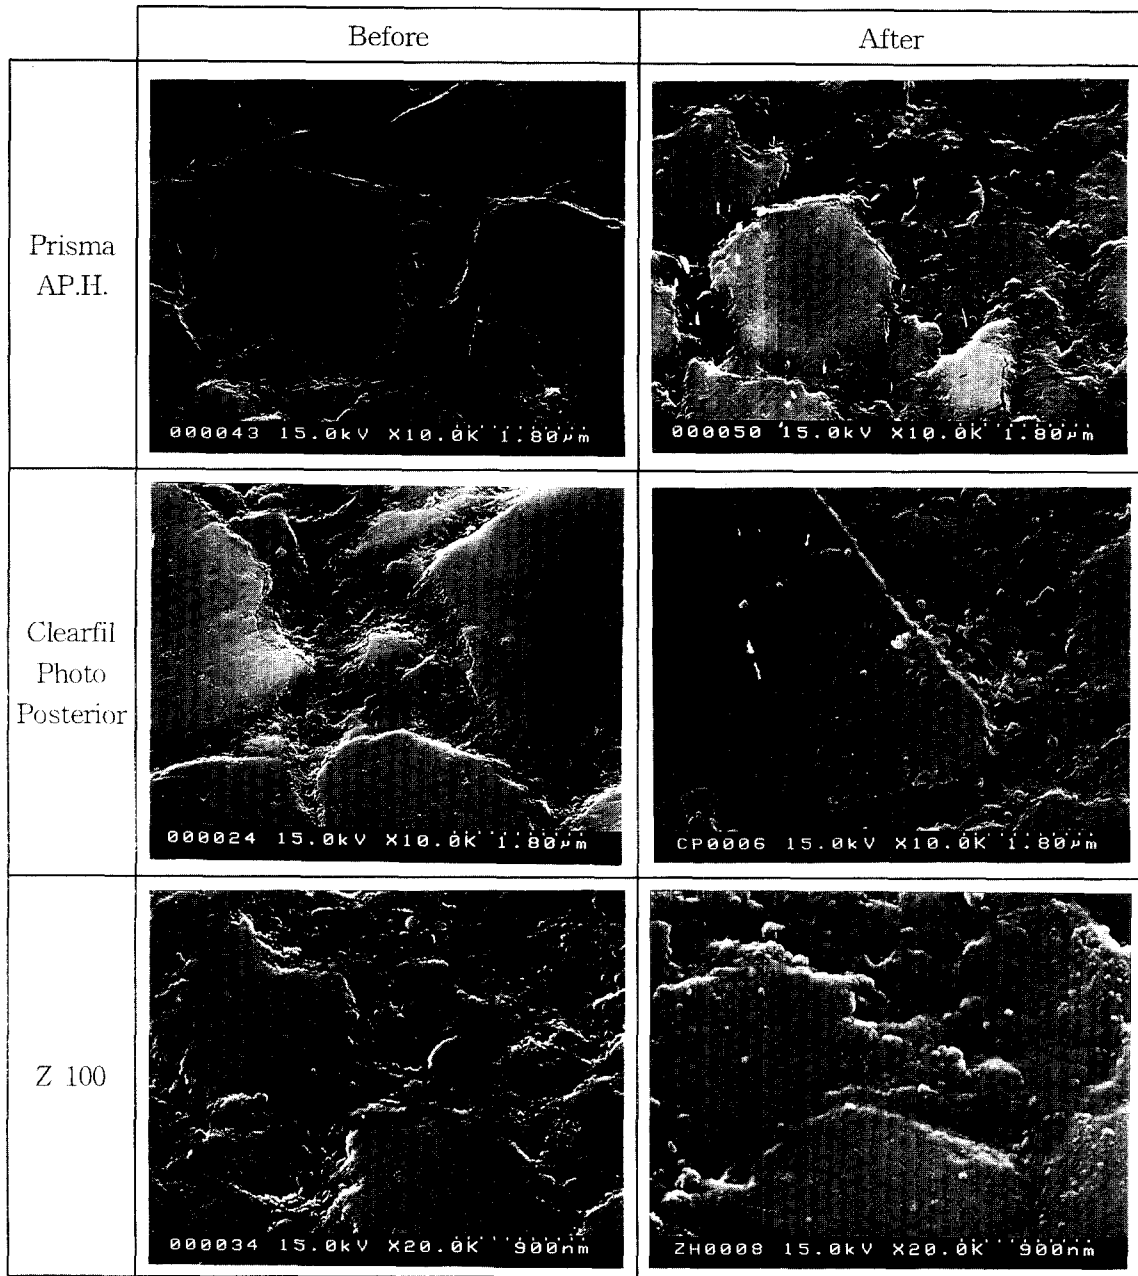 Before After
Prisma
AP.H.
000043 15.0kV X10.0K 1.80µm
000050 15.0kV X10.0K 1.80µm
Clearfil
Photo
Posterior
000024 15.0kV X10.0K 1.80µm
CP0006 15.0kV X10.0K 1.80µm
Z 100
000034 15.0kV X20.0K 900nm
ZH0008 15.0kV X20.0K 900nm